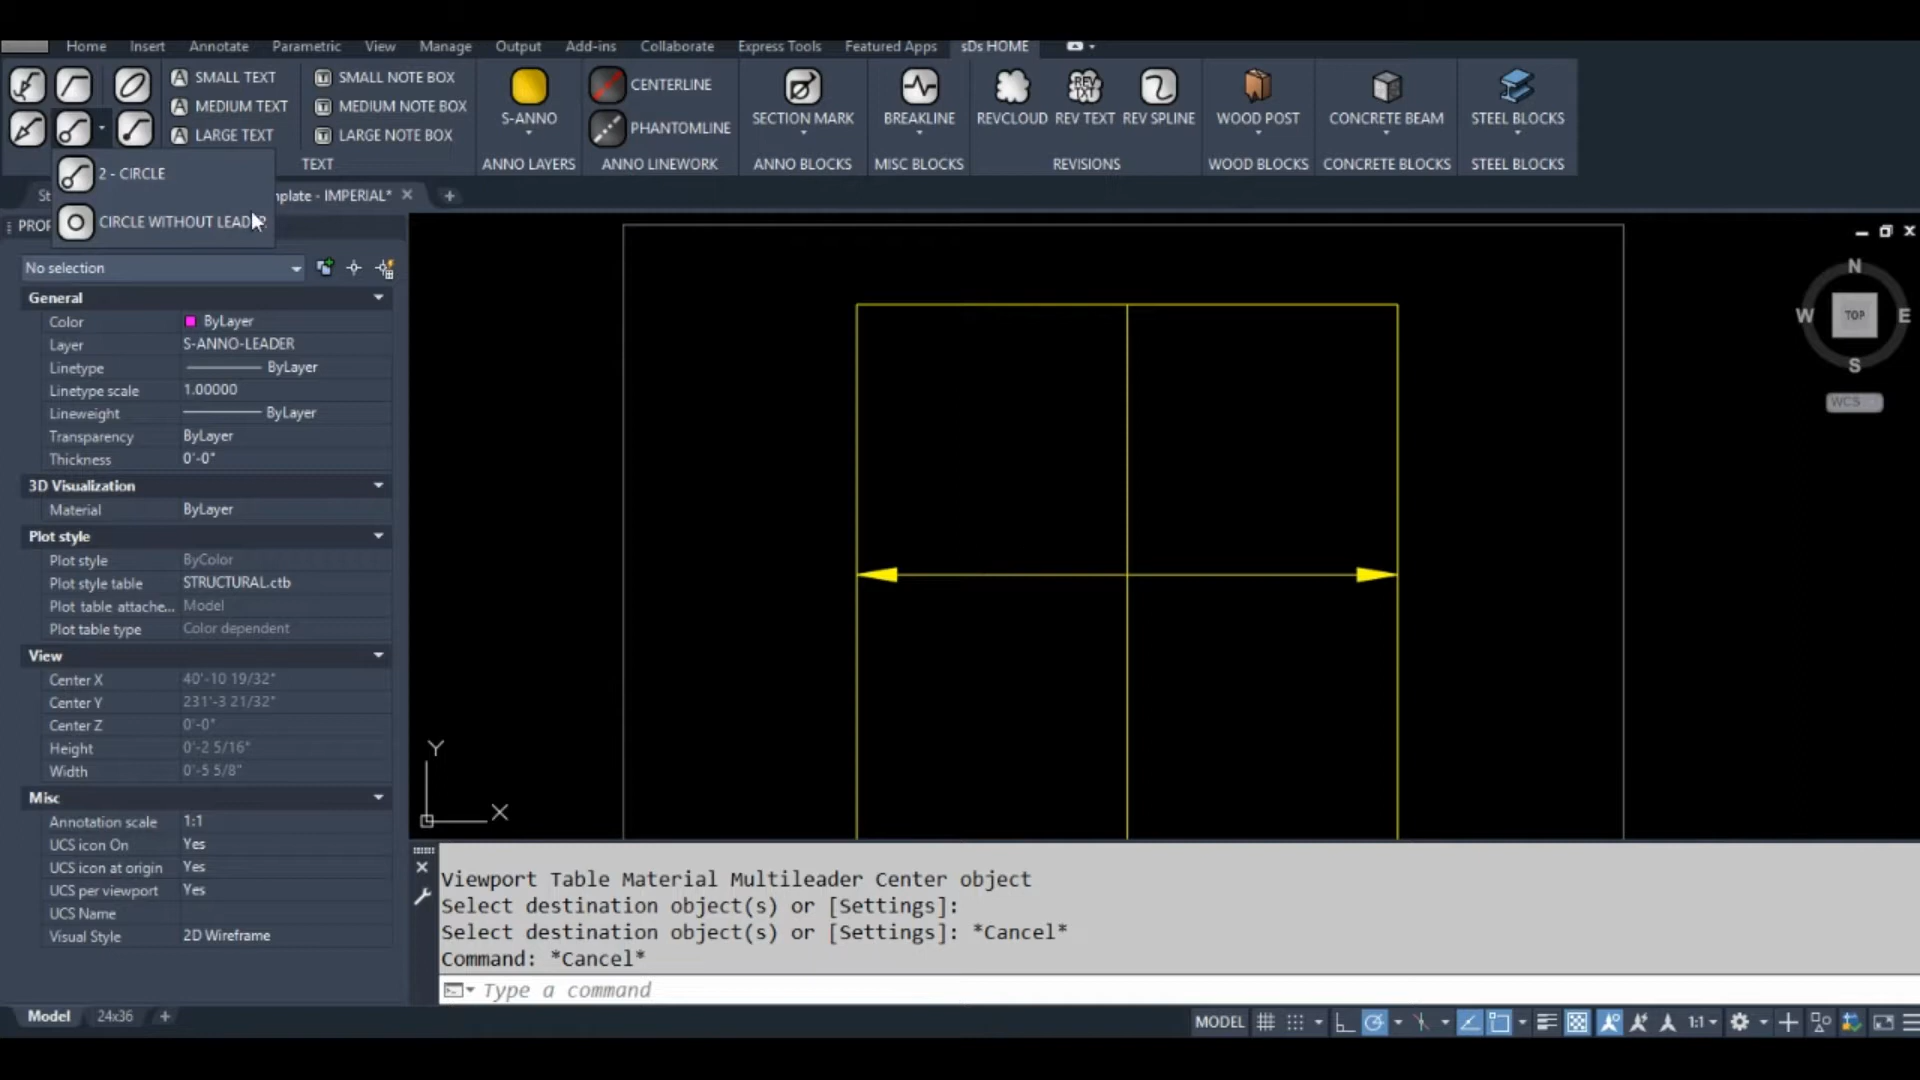 Home Insert Annotate Parametric View Manage Output Add-ins Collaborate Express Tools Featured Apps sDs HOME
SMALL TEXT
MEDIUM TEXT
LARGE TEXT
SMALL NOTE BOX
MEDIUM NOTE BOX
LARGE NOTE BOX
TEXT
S-ANNO
ANNO LAYERS
CENTERLINE
PHANTOMLINE
ANNO LINEWORK
SECTION MARK
ANNO BLOCKS
BREAKLINE
MISC BLOCKS
REVCLOUD REV TEXT REV SPLINE
REVISIONS
WOOD POST
WOOD BLOCKS
CONCRETE BEAM
CONCRETE BLOCKS
STEEL BLOCKS
STEEL BLOCKS
2 - CIRCLE
CIRCLE WITHOUT LEADER
St
nplate - IMPERIAL*
PROP
No selection
General
Color ByLayer
Layer S-ANNO-LEADER
Linetype ByLayer
Linetype scale 1.00000
Lineweight ByLayer
Transparency ByLayer
Thickness 0'-0"
3D Visualization
Material ByLayer
Plot style
Plot style ByColor
Plot style table STRUCTURAL.ctb
Plot table attache... Model
Plot table type Color dependent
View
Center X 40'-10 19/32"
Center Y 231'-3 21/32"
Center Z 0'-0"
Height 0'-2 5/16"
Width 0'-5 5/8"
Misc
Annotation scale 1:1
UCS icon On Yes
UCS icon at origin Yes
UCS per viewport Yes
UCS Name
Visual Style 2D Wireframe
N
W TOP E
S
WCS
Y
X
Viewport Table Material Multileader Center object
Select destination object(s) or [Settings]:
Select destination object(s) or [Settings]: *Cancel*
Command: *Cancel*
Type a command
Model 24x36 +
MODEL 1:1